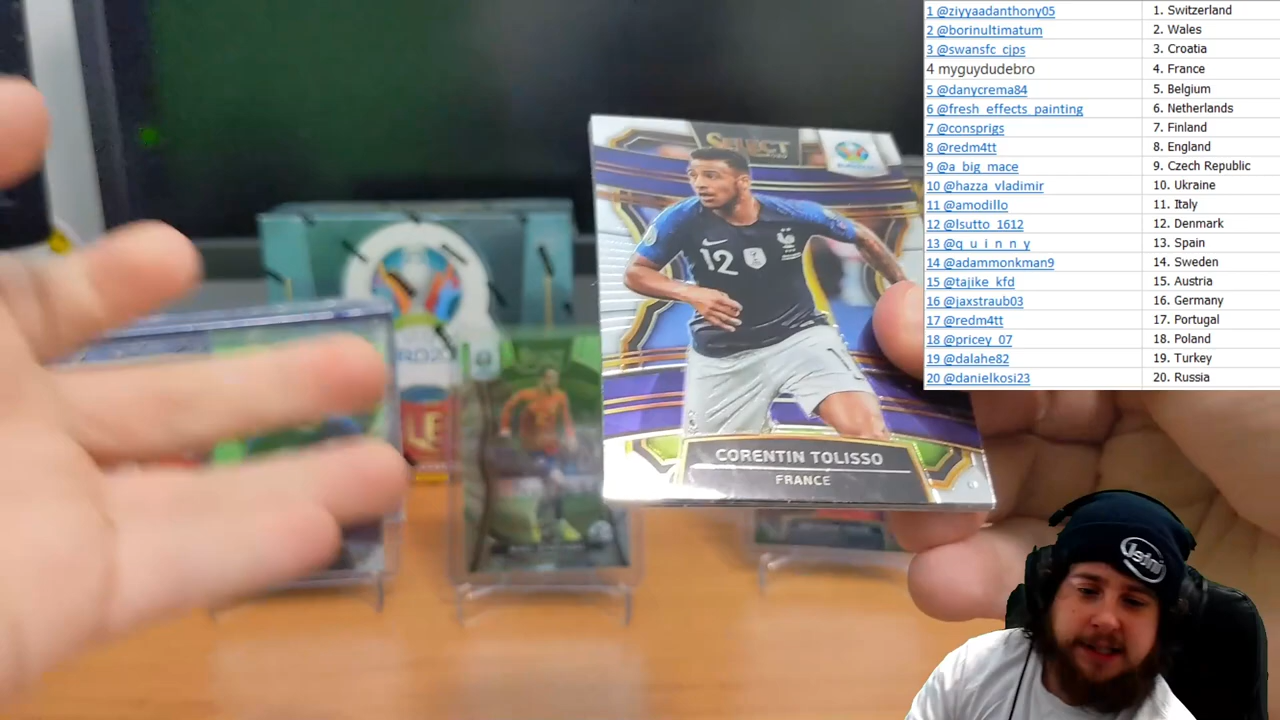 1 @ziyyaadanthony05 1. Switzerland
2 @borinultimatum 2. Wales
3 @swansfc_cjps 3. Croatia
4 myguydudebro 4. France
5 @danycrema84 5. Belgium
6 @fresh_effects_painting 6. Netherlands
7 @consprigs 7. Finland
8 @redm4tt 8. England
9 @a_big_mace 9. Czech Republic
10 @hazza_vladimir 10. Ukraine
11 @amodillo 11. Italy
12 @lsutto_1612 12. Denmark
13 @q_u_i_n_n_y 13. Spain
14 @adammonkman9 14. Sweden
15 @tajike_kfd 15. Austria
16 @jaxstraub03 16. Germany
17 @redm4tt 17. Portugal
18 @pricey_07 18. Poland
19 @dalahe82 19. Turkey
20 @danielkosi23 20. Russia
SELECT
12
CORENTIN TOLISSO
FRANCE
intel